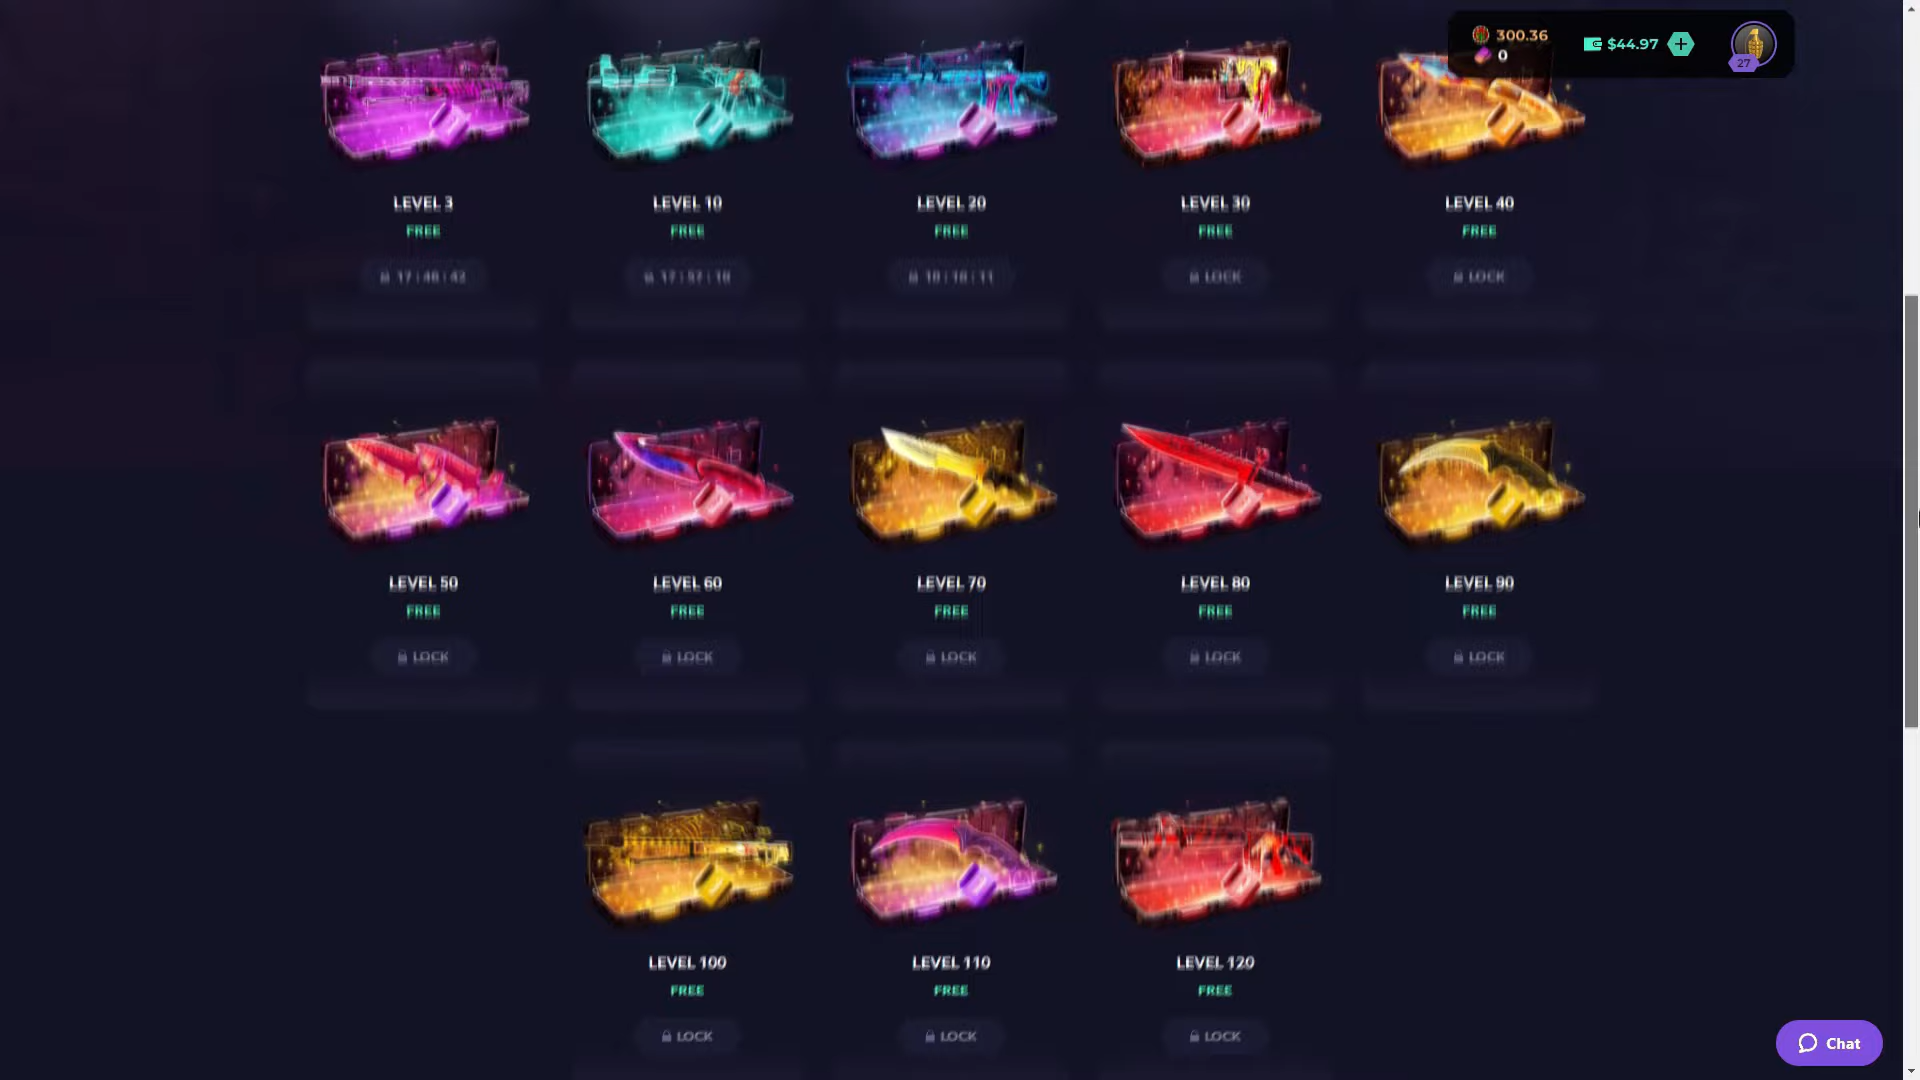 300.36
0
$44.97
27
LEVEL 3
LEVEL 10
LEVEL 20
LEVEL 30
LEVEL 40
FREE
FREE
FREE
FREE
FREE
LOCK
LOCK
LEVEL 50
LEVEL 60
LEVEL 70
LEVEL 80
LEVEL 90
FREE
FREE
FREE
FREE
FREE
LOCK
LOCK
LOCK
LOCK
LOCK
LEVEL 100
LEVEL 110
LEVEL 120
FREE
FREE
FREE
LOCK
LOCK
LOCK
Chat